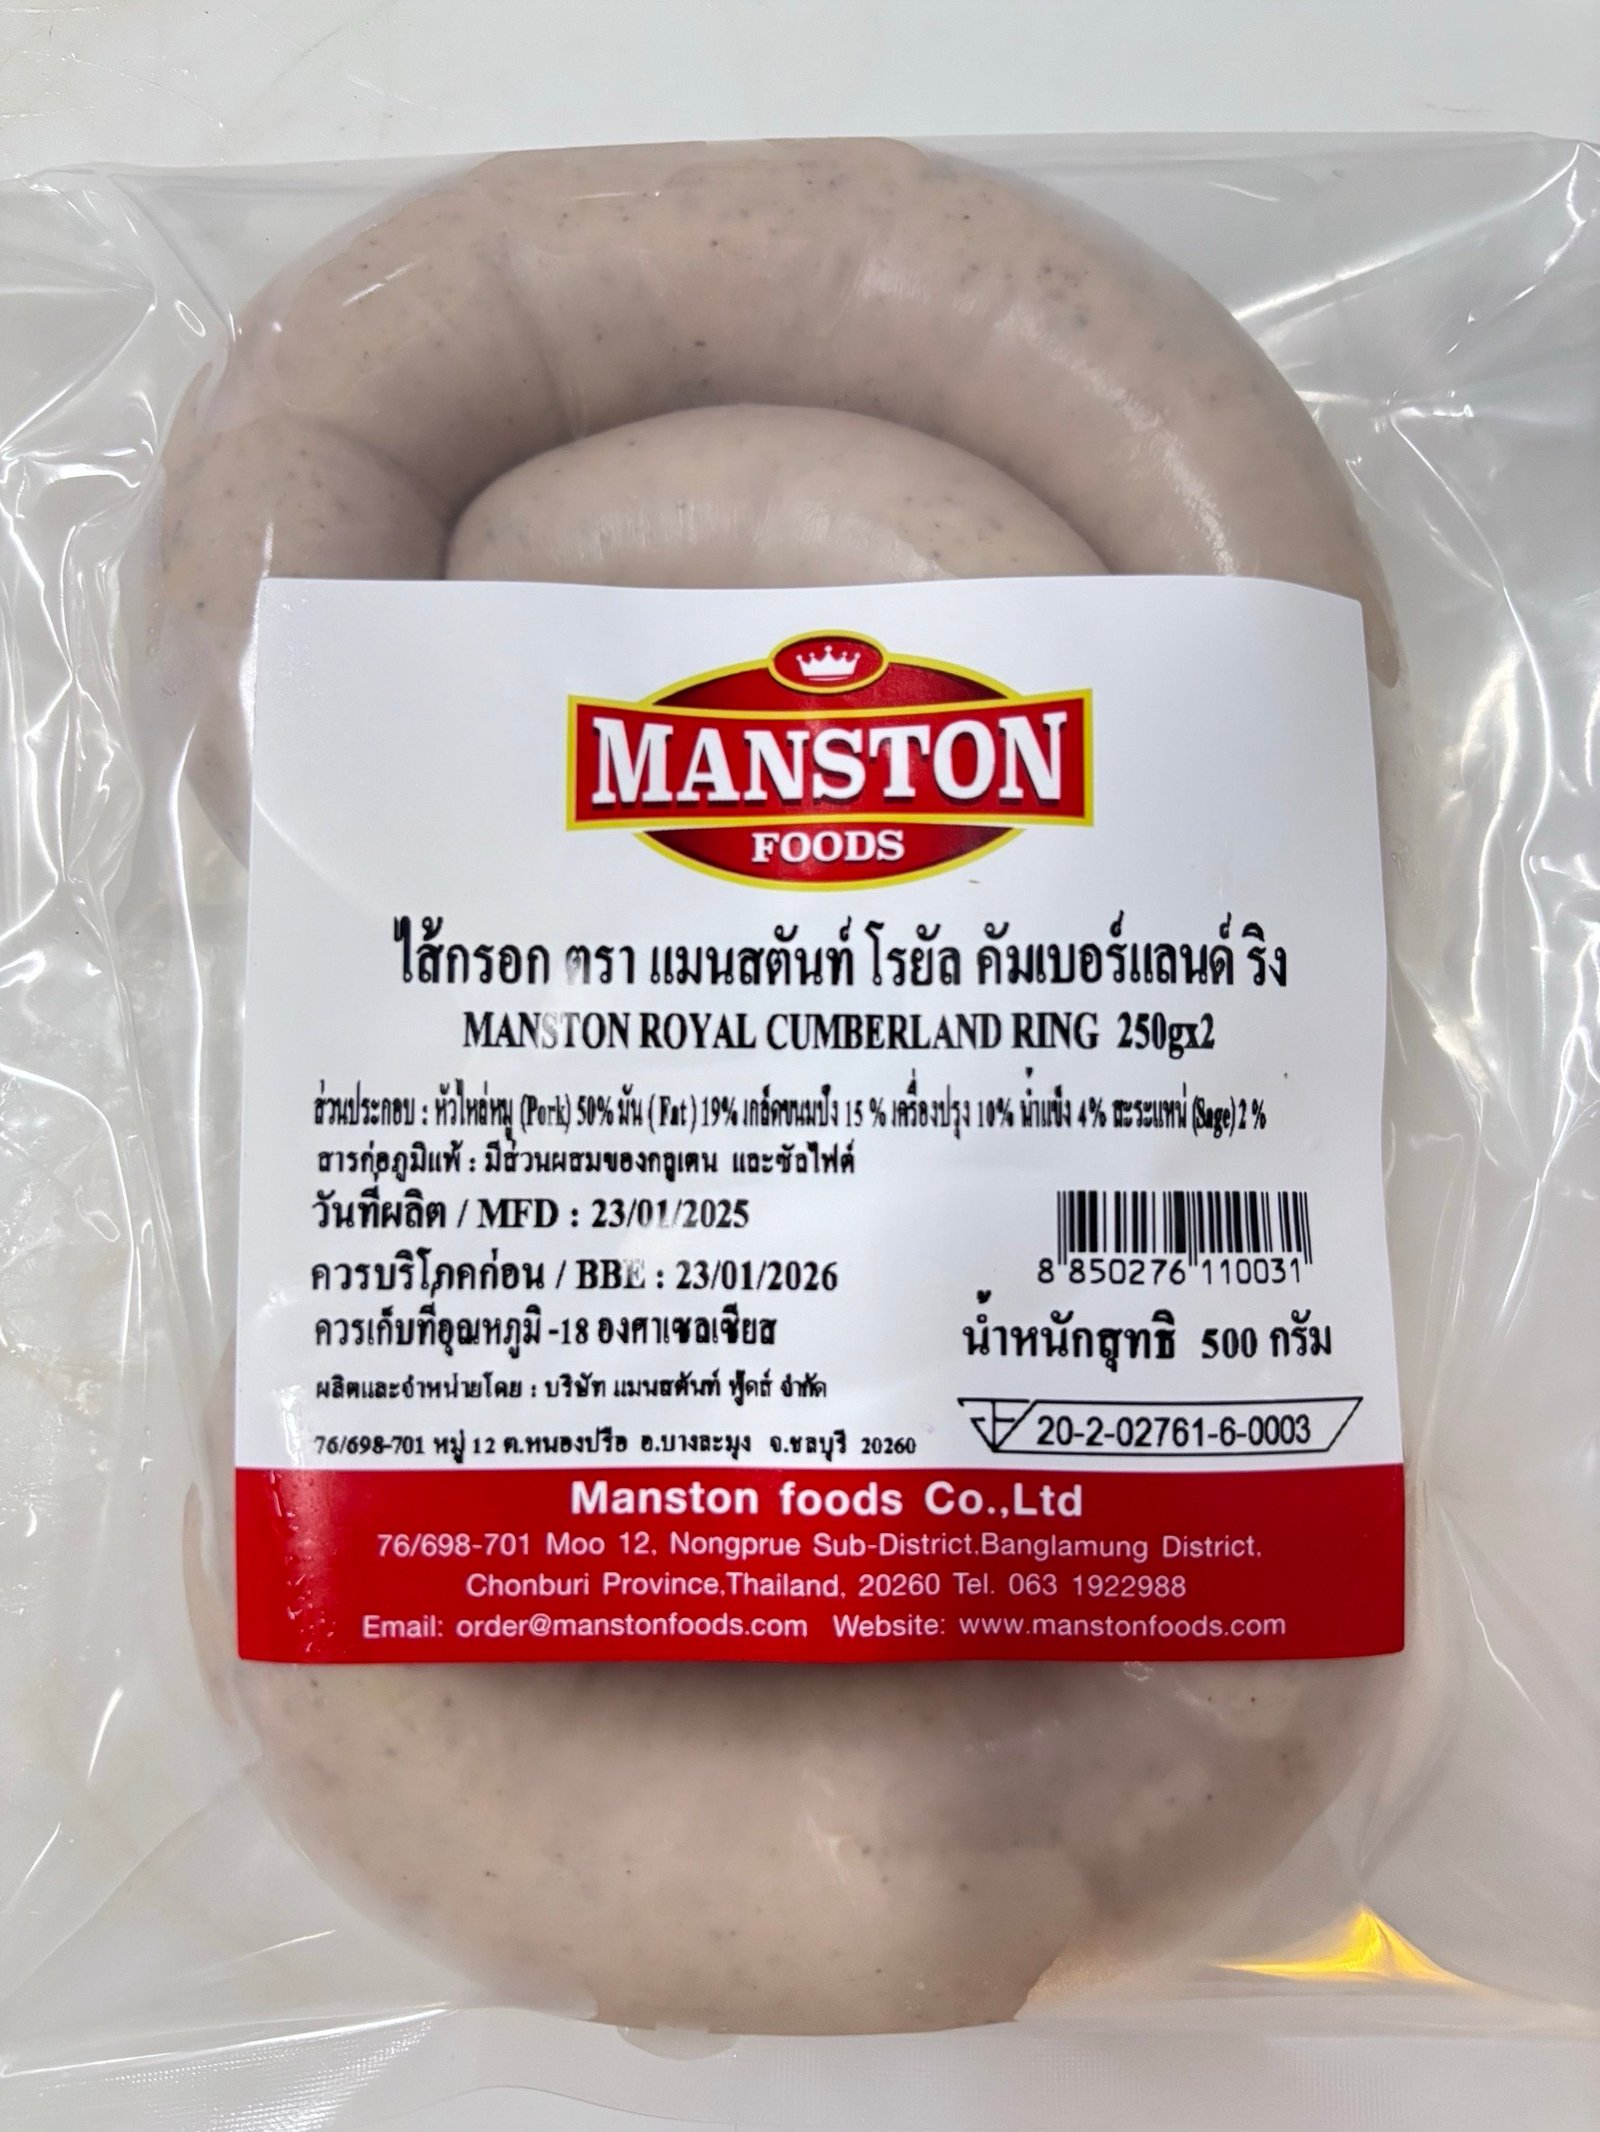 MANSTON
FOODS
ไส้กรอก ตรา แมนสตันท์ โรยัล คัมเบอร์แลนด์ ริง
MANSTON ROYAL CUMBERLAND RING 250gx2
ส่วนประกอบ : หัวไหล่หมู (Pork) 50% มัน ( Fat ) 19% เกล็ดขนมปัง 15 % เครื่องปรุง 10% น้ำแข็ง 4% สะระแหน่ (Sage) 2 %
สารก่อภูมิแพ้ : มีส่วนผสมของกลูเตน และซัลไฟต์
วันที่ผลิต / MFD : 23/01/2025
ควรบริโภคก่อน / BBE : 23/01/2026
8 850276 110031
ควรเก็บที่อุณหภูมิ -18 องศาเซลเซียส
น้ำหนักสุทธิ 500 กรัม
ผลิตและจำหน่ายโดย : บริษัท แมนสตันท์ ฟู้ดส์ จำกัด
76/698-701 หมู่ 12 ต.หนองปรือ อ.บางละมุง จ.ชลบุรี 20260
20-2-02761-6-0003
Manston foods Co.,Ltd
76/698-701 Moo 12, Nongprue Sub-District,Banglamung District,
Chonburi Province,Thailand, 20260 Tel. 063 1922988
Email: order@manstonfoods.com Website: www.manstonfoods.com